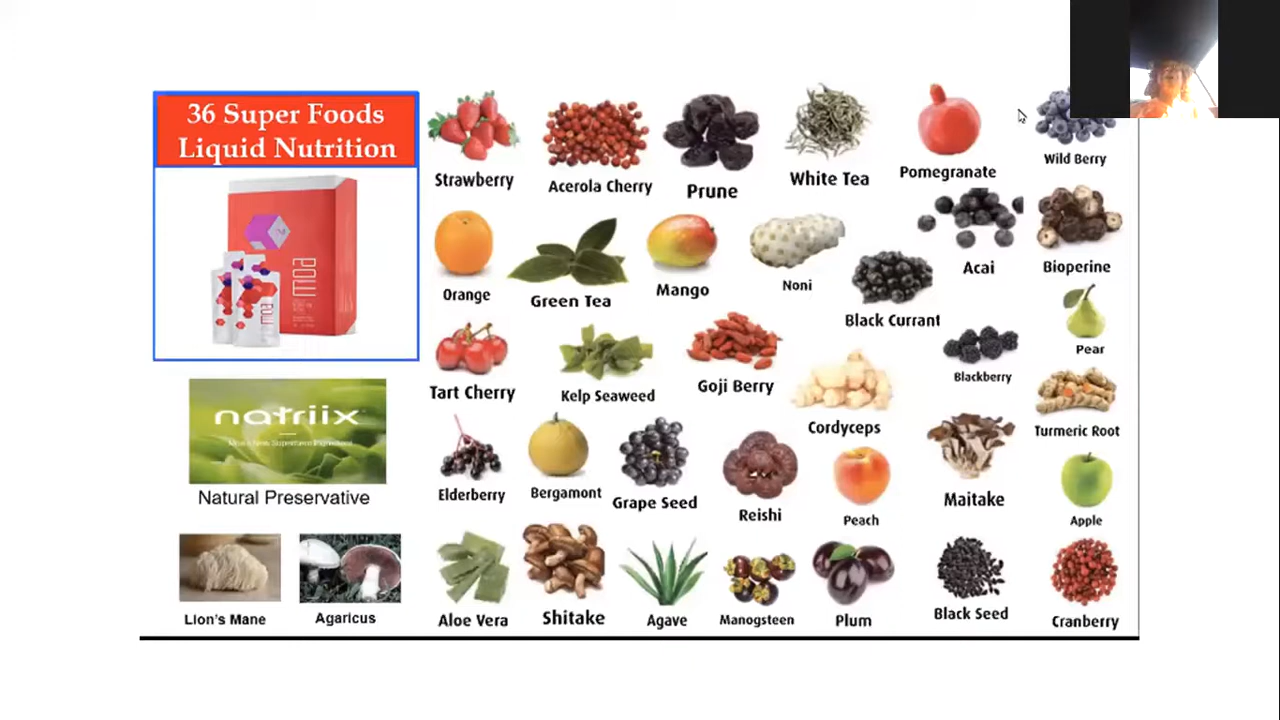 36 Super Foods
Liquid Nutrition
Strawberry
Acerola Cherry
Prune
White Tea
Pomegranate
Wild Berry
Orange
Green Tea
Mango
Noni
Black Currant
Acai
Bioperine
Tart Cherry
Kelp Seaweed
Goji Berry
Cordyceps
Blackberry
Pear
Turmeric Root
natriix
Natural Preservative
Elderberry
Bergamont
Grape Seed
Reishi
Peach
Maitake
Apple
Lion's Mane
Agaricus
Aloe Vera
Shitake
Agave
Manogsteen
Plum
Black Seed
Cranberry